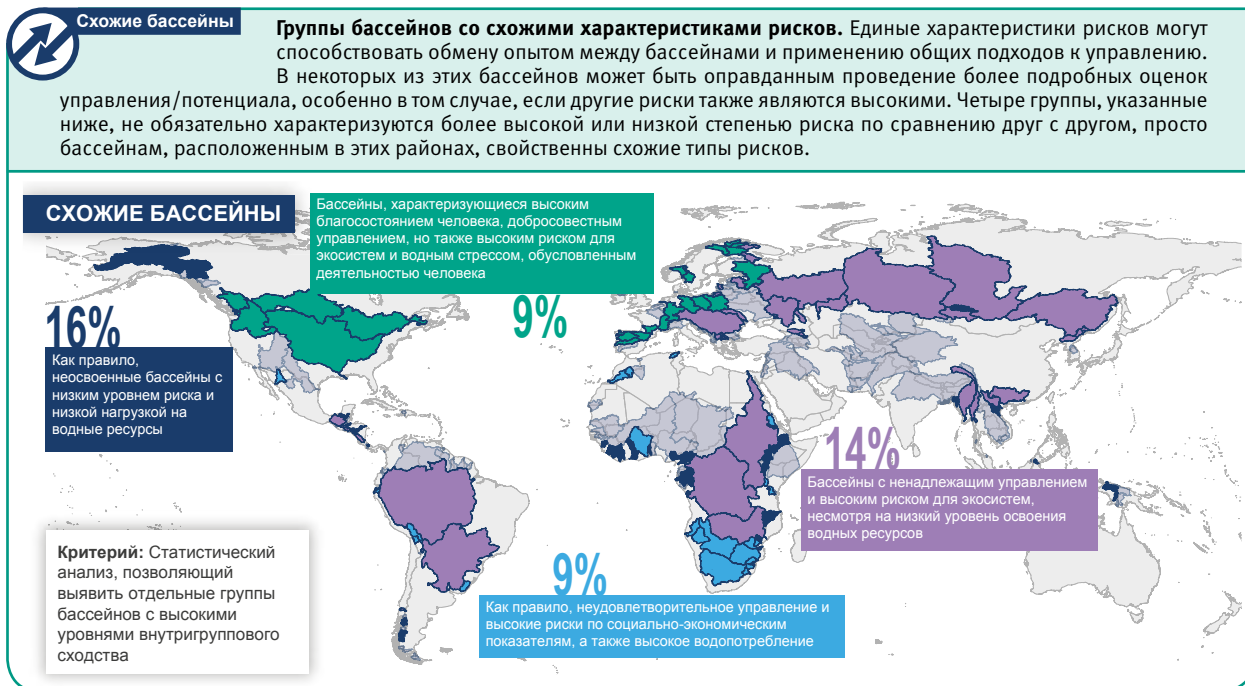 Схожие бассейны
Группы бассейнов со схожими характеристиками рисков. Единые характеристики рисков могут
способствовать обмену опытом между бассейнами и применению общих подходов к управлению.
В некоторых из этих бассейнов может быть оправданным проведение более подробных оценок
управления/потенциала, особенно в том случае, если другие риски также являются высокими. Четыре группы, указанные
ниже, не обязательно характеризуются более высокой или низкой степенью риска по сравнению друг с другом, просто
бассейнам, расположенным в этих районах, свойственны схожие типы рисков.
СХОЖИЕ БАССЕЙНЫ
Бассейны, характеризующиеся высоким
благосостоянием человека, добросовестным
управлением, но также высоким риском для
экосистем и водным стрессом, обусловленным
деятельностью человека
9%
16%
Как правило,
неосвоенные бассейны с
низким уровнем риска и
низкой нагрузкой на
водные ресурсы
14%
Бассейны с ненадлежащим управлением
и высоким риском для экосистем,
несмотря на низкий уровень освоения
водных ресурсов
Критерий: Статистический
анализ, позволяющий
выявить отдельные группы
бассейнов с высокими
уровнями внутригруппового
сходства
9%
Как правило, неудовлетворительное управление и
высокие риски по социально-экономическим
показателям, а также высокое водопотребление